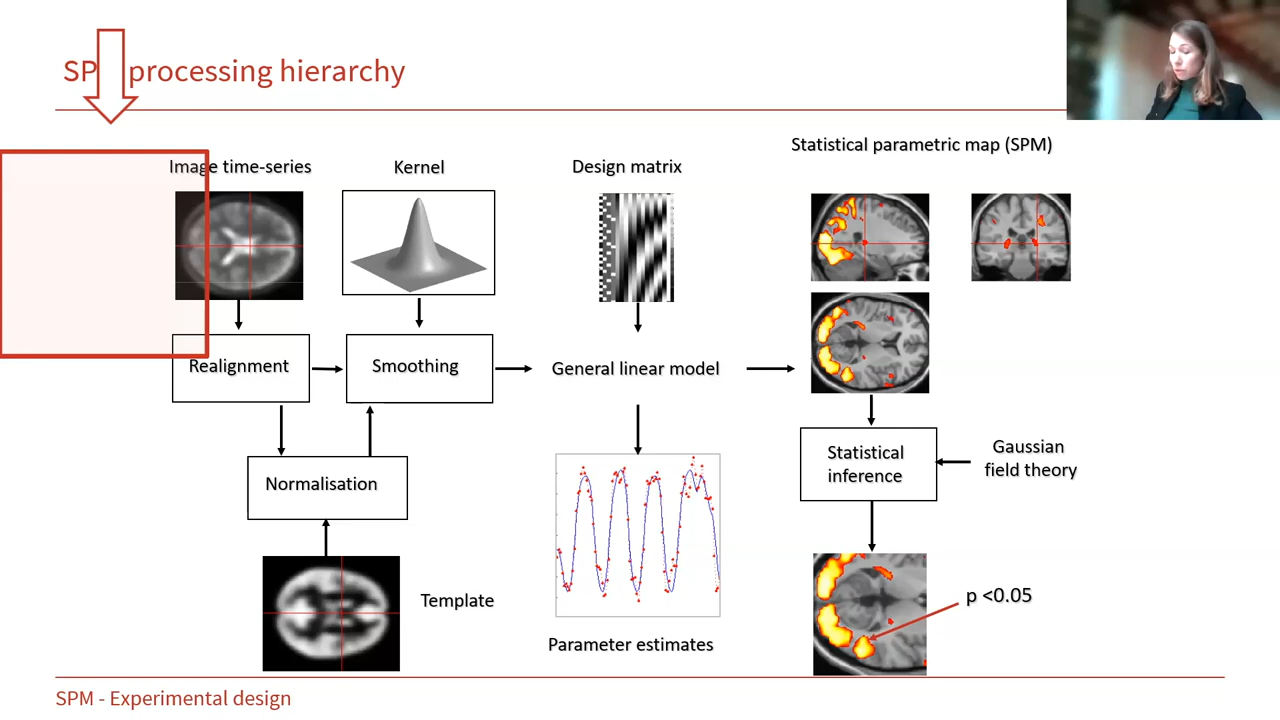 SP processing hierarchy
Image time-series
Kernel
Design matrix
Statistical parametric map (SPM)
Realignment
Smoothing
General linear model
Normalisation
Statistical
inference
Gaussian
field theory
Template
Parameter estimates
p <0.05
SPM - Experimental design